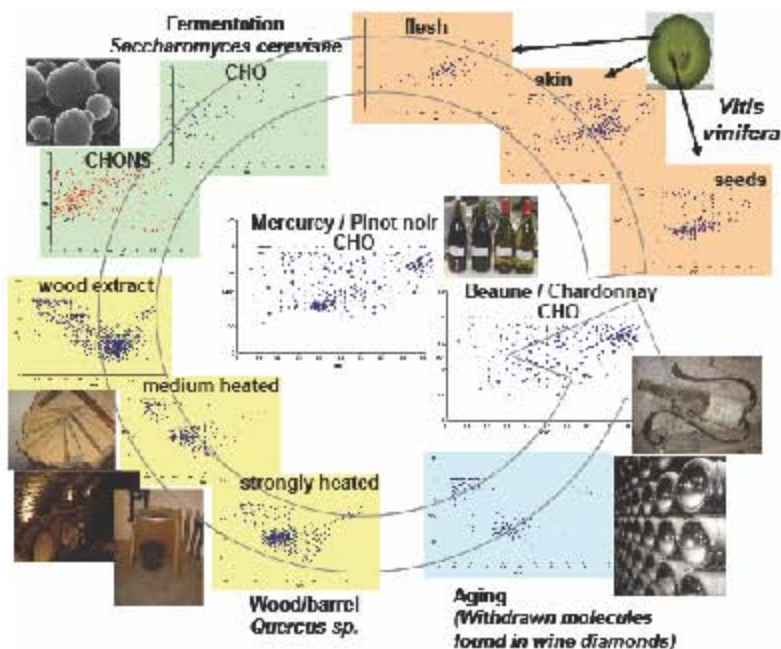 Fermentation
Saccharomyces cerevisae
CHO
CHONS
flesh
skin
Vitis
vinifera
seeds
Mercurey / Pinot noir
CHO
Beaune / Chardonnay
CHO
wood extract
medium heated
strongly heated
Wood/barrel
Quercus sp.
Aging
(Withdrawn molecules
found in wine diamonds)